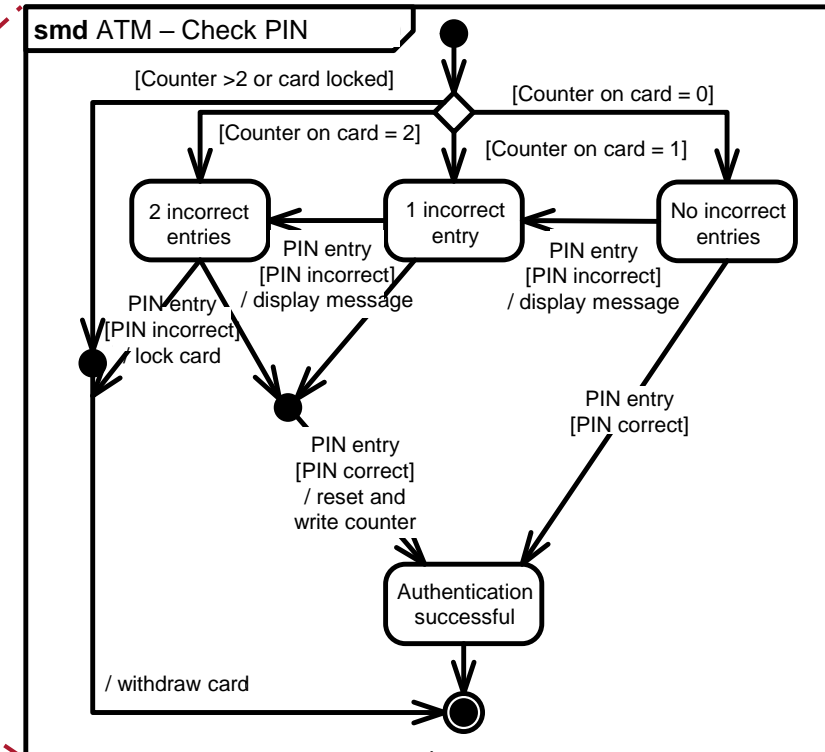 smd ATM – Check PIN
[Counter >2 or card locked]
[Counter on card = 0]
[Counter on card = 2]
[Counter on card = 1]
2 incorrect
entries
1 incorrect
entry
No incorrect
entries
PIN entry
[PIN incorrect]
/ display message
PIN entry
[PIN incorrect]
/ display message
PIN entry
[PIN incorrect]
/ lock card
PIN entry
[PIN correct]
PIN entry
[PIN correct]
/ reset and
write counter
Authentication
successful
/ withdraw card